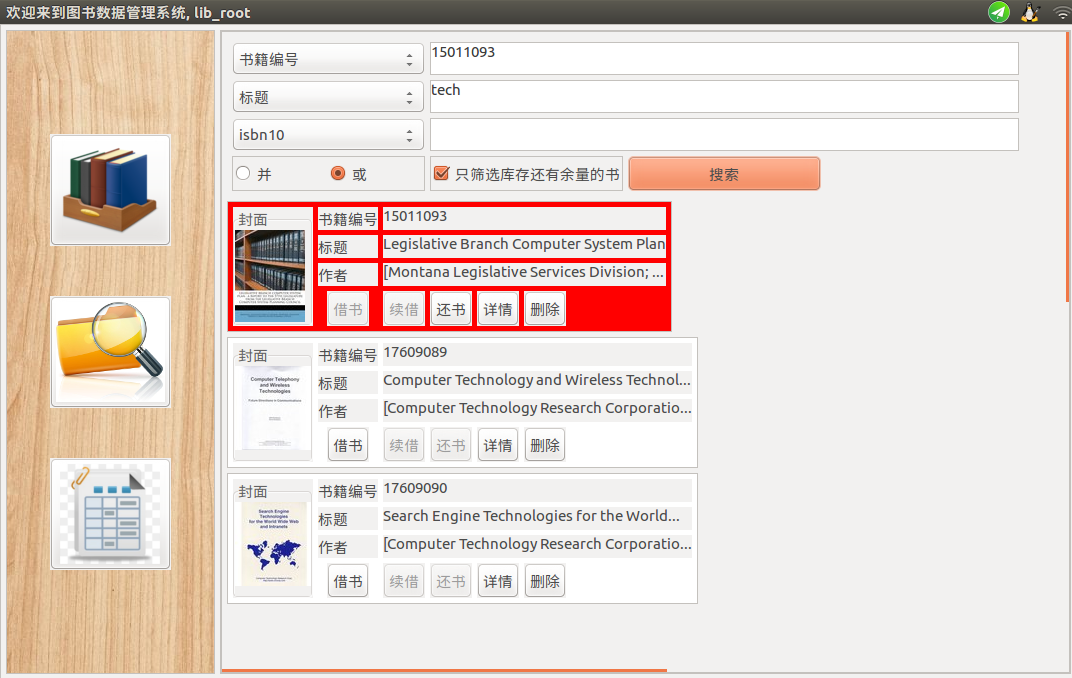 欢迎来到图书数据管理系统, lib_root
书籍编号 15011093
标题 tech
isbn10
并 或 只筛选库存还有余量的书 搜索
封面 书籍编号 15011093
标题 Legislative Branch Computer System Plan
作者 [Montana Legislative Services Division; ...
借书 续借 还书 详情 删除
封面 书籍编号 17609089
Computer Telephony
and Wireless
Technologies
Future Directions in Communications
标题 Computer Technology and Wireless Technol...
作者 [Computer Technology Research Corporatio...
借书 续借 还书 详情 删除
封面 书籍编号 17609090
Search Engine
Technologies
for the World Wide Web
and Intranets
标题 Search Engine Technologies for the World...
作者 [Computer Technology Research Corporatio...
借书 续借 还书 详情 删除